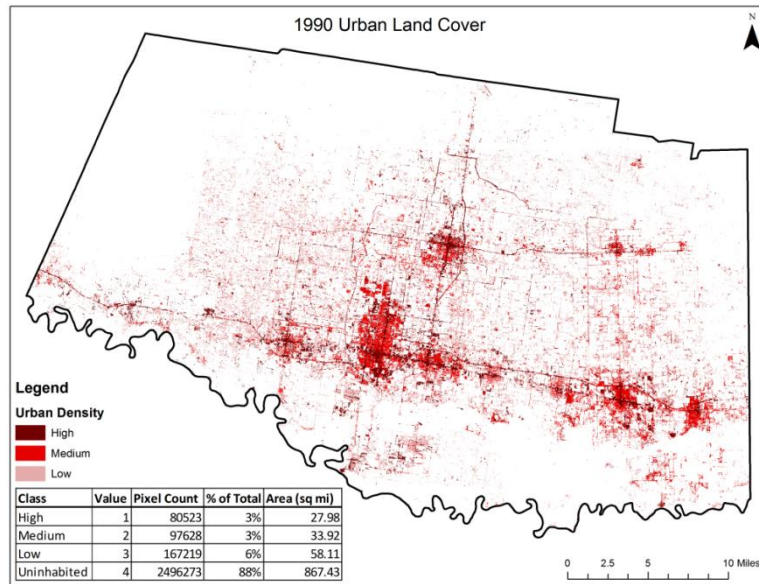 1990 Urban Land Cover
N
Legend
Urban Density
High
Medium
Low
Class Value Pixel Count % of Total Area (sq mi)
High 1 80523 3% 27.98
Medium 2 97628 3% 33.92
Low 3 167219 6% 58.11
Uninhabited 4 2496273 88% 867.43
0 2.5 5 10 Miles